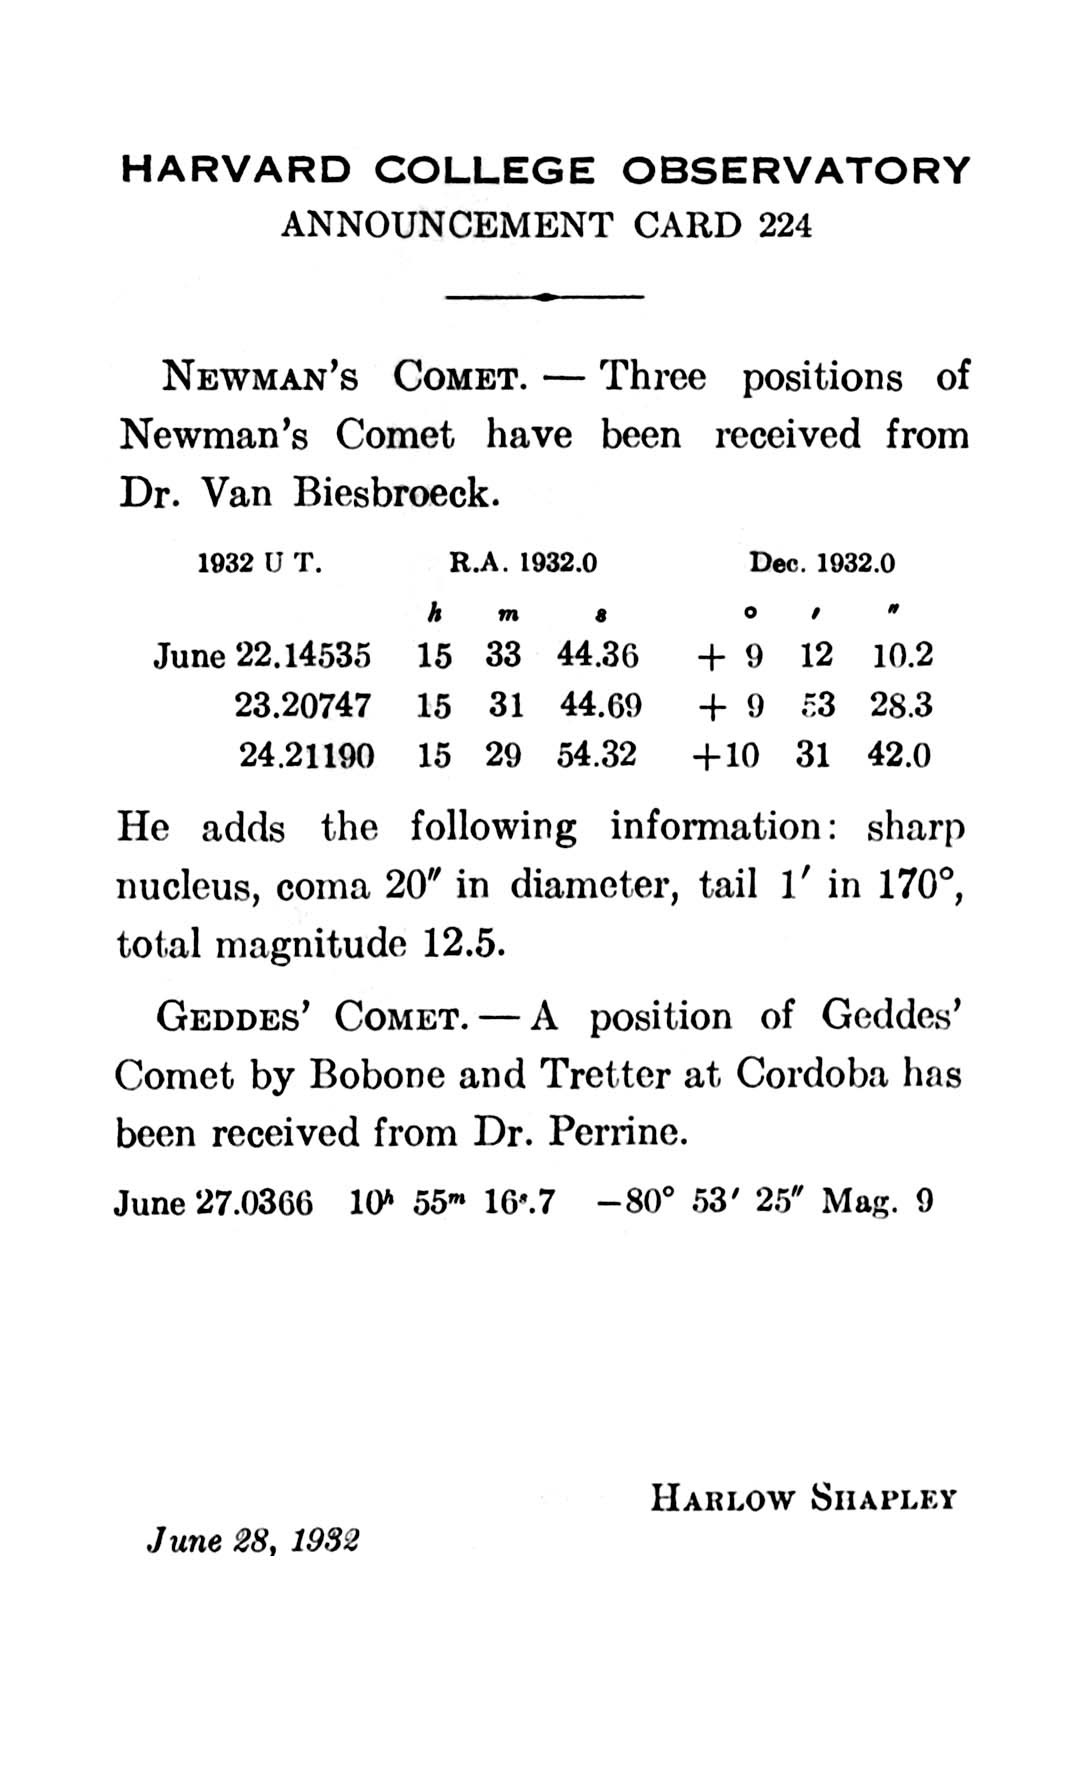 HARVARD COLLEGE OBSERVATORY
ANNOUNCEMENT CARD 224
NEWMAN'S COMET. — Three positions of
Newman's Comet have been received from
Dr. Van Biesbroeck.
1932 U T. R.A. 1932.0 Dec. 1932.0
h m s ° ′ ″
June 22.14535 15 33 44.36 + 9 12 10.2
23.20747 15 31 44.69 + 9 53 28.3
24.21190 15 29 54.32 +10 31 42.0
He adds the following information: sharp
nucleus, coma 20″ in diameter, tail 1′ in 170°,
total magnitude 12.5.
GEDDES' COMET. — A position of Geddes'
Comet by Bobone and Tretter at Cordoba has
been received from Dr. Perrine.
June 27.0366 10ʰ 55ᵐ 16ˢ.7 −80° 53′ 25″ Mag. 9
HARLOW SHAPLEY
June 28, 1932